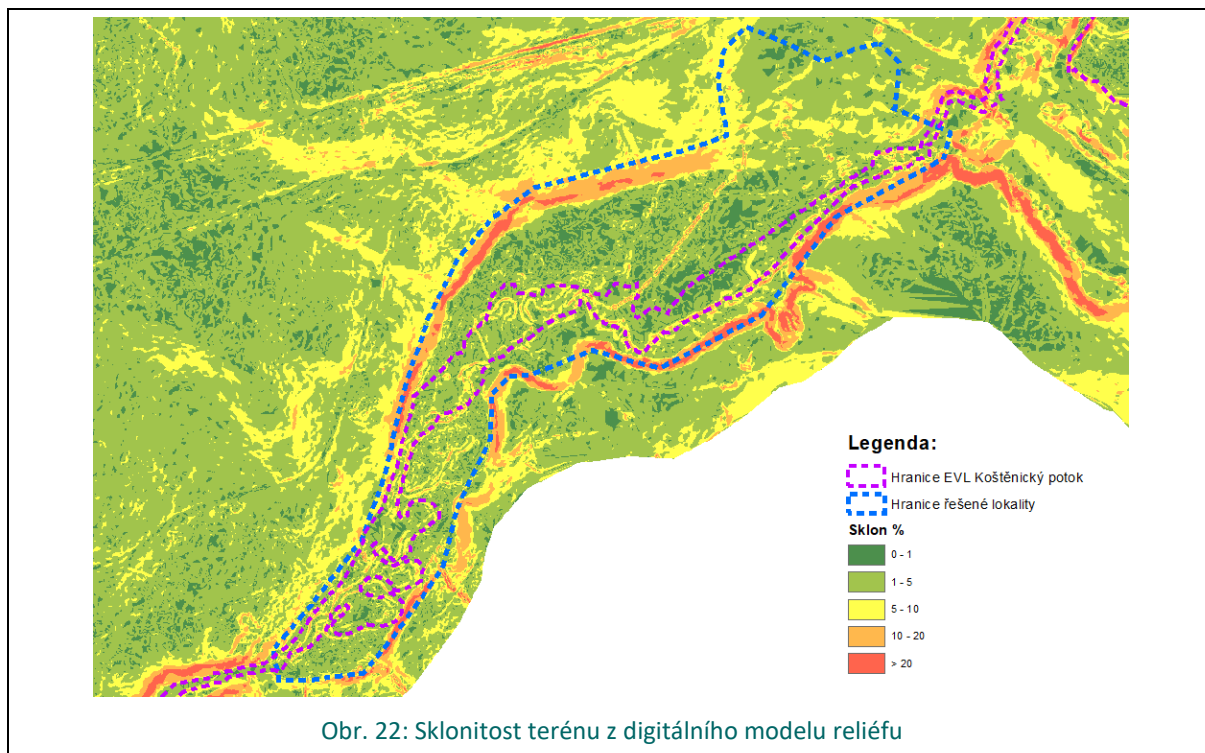 Legenda:
Hranice EVL Koštěnický potok
Hranice řešené lokality
Sklon %
0 - 1
1 - 5
5 - 10
10 - 20
> 20
Obr. 22: Sklonitost terénu z digitálního modelu reliéfu